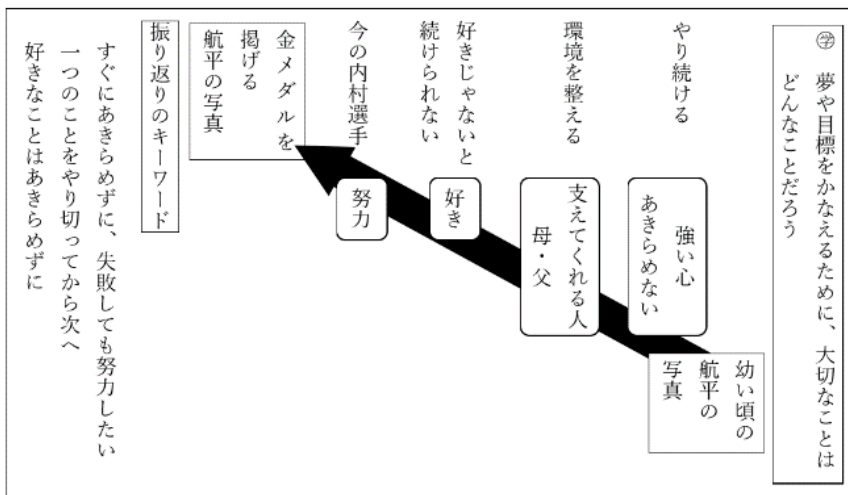 ㋕ 夢や目標をかなえるために、大切なことは
どんなことだろう
幼い頃の
航平の
写真
やり続ける
強い心
あきらめない
環境を整える
支えてくれる人
母・父
好きじゃないと
続けられない
好き
今の内村選手
努力
金メダルを
掲げる
航平の写真
振り返りのキーワード
すぐにあきらめずに、失敗しても努力したい
一つのことをやり切ってから次へ
好きなことはあきらめずに